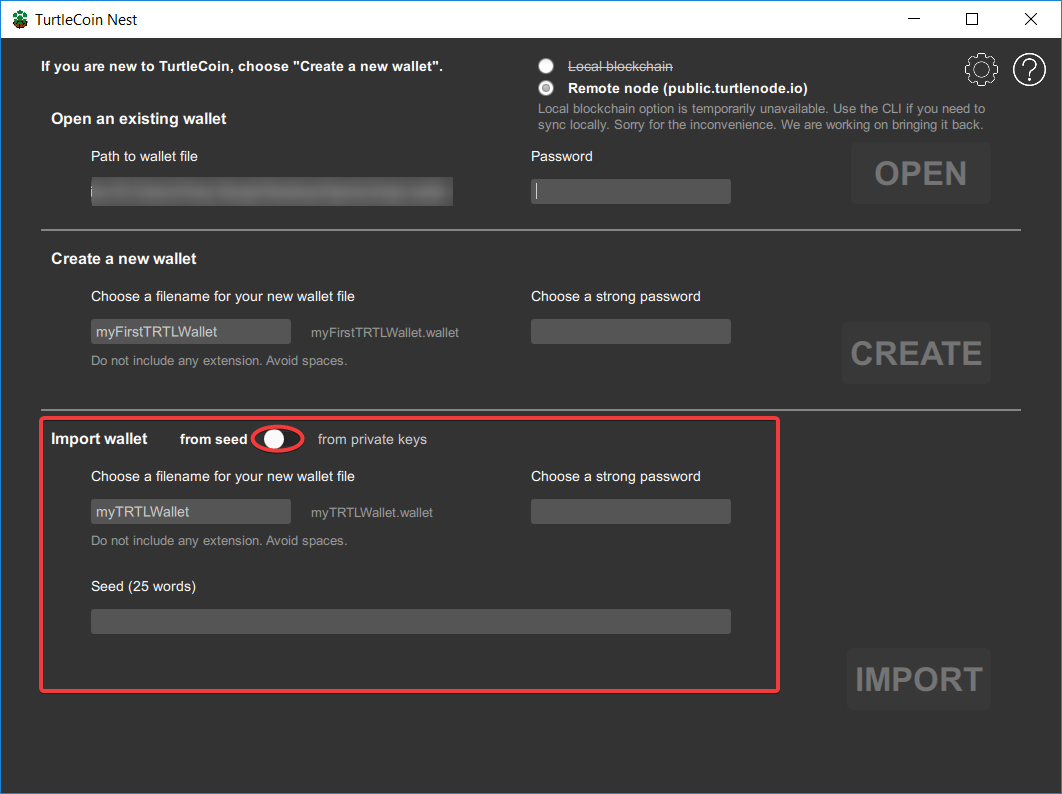 TurtleCoin Nest
If you are new to TurtleCoin, choose "Create a new wallet".
Local blockchain
Remote node (public.turtlenode.io)
Local blockchain option is temporarily unavailable. Use the CLI if you need to
sync locally. Sorry for the inconvenience. We are working on bringing it back.
Open an existing wallet
Path to wallet file
Password
OPEN
Create a new wallet
Choose a filename for your new wallet file
Choose a strong password
myFirstTRTLWallet
myFirstTRTLWallet.wallet
Do not include any extension. Avoid spaces.
CREATE
Import wallet from seed from private keys
Choose a filename for your new wallet file
Choose a strong password
myTRTLWallet
myTRTLWallet.wallet
Do not include any extension. Avoid spaces.
Seed (25 words)
IMPORT